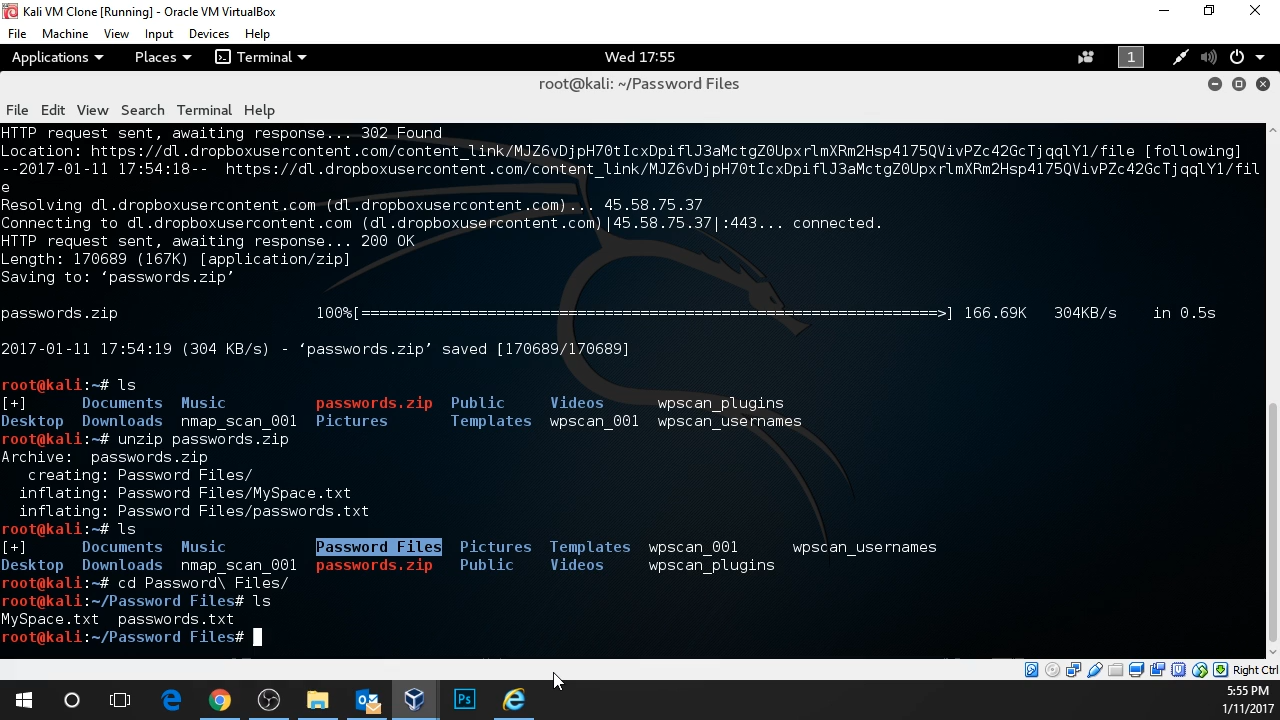 Kali VM Clone [Running] - Oracle VM VirtualBox
File Machine View Input Devices Help
Applications Places Terminal Wed 17:55 1
root@kali: ~/Password Files
File Edit View Search Terminal Help
HTTP request sent, awaiting response... 302 Found
Location: https://dl.dropboxusercontent.com/content_link/MJZ6vDjpH70tIcxDpiflJ3aMctgZ0UpxrlmXRm2Hsp4175QVivPZc42GcTjqqlY1/file [following]
--2017-01-11 17:54:18-- https://dl.dropboxusercontent.com/content_link/MJZ6vDjpH70tIcxDpiflJ3aMctgZ0UpxrlmXRm2Hsp4175QVivPZc42GcTjqqlY1/fil
e
Resolving dl.dropboxusercontent.com (dl.dropboxusercontent.com)... 45.58.75.37
Connecting to dl.dropboxusercontent.com (dl.dropboxusercontent.com)|45.58.75.37|:443... connected.
HTTP request sent, awaiting response... 200 OK
Length: 170689 (167K) [application/zip]
Saving to: ‘passwords.zip’
passwords.zip 100%[================================================================>] 166.69K 304KB/s in 0.5s
2017-01-11 17:54:19 (304 KB/s) - ‘passwords.zip’ saved [170689/170689]
root@kali:~# ls
[+] Documents Music passwords.zip Public Videos wpscan_plugins
Desktop Downloads nmap_scan_001 Pictures Templates wpscan_001 wpscan_usernames
root@kali:~# unzip passwords.zip
Archive: passwords.zip
creating: Password Files/
inflating: Password Files/MySpace.txt
inflating: Password Files/passwords.txt
root@kali:~# ls
[+] Documents Music Password Files Pictures Templates wpscan_001 wpscan_usernames
Desktop Downloads nmap_scan_001 passwords.zip Public Videos wpscan_plugins
root@kali:~# cd Password\ Files/
root@kali:~/Password Files# ls
MySpace.txt passwords.txt
root@kali:~/Password Files#
Right Ctrl
Ps
5:55 PM
1/11/2017